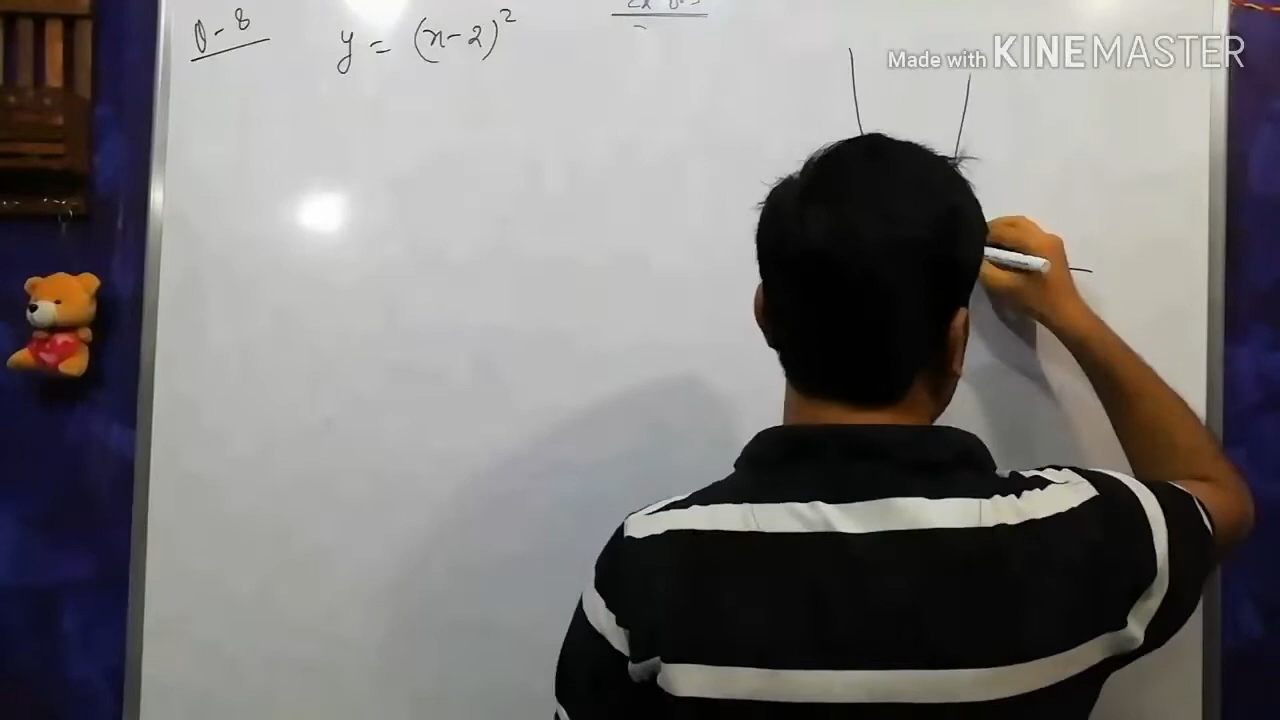 Q-8 y = (x-2)²
Made with KINEMASTER